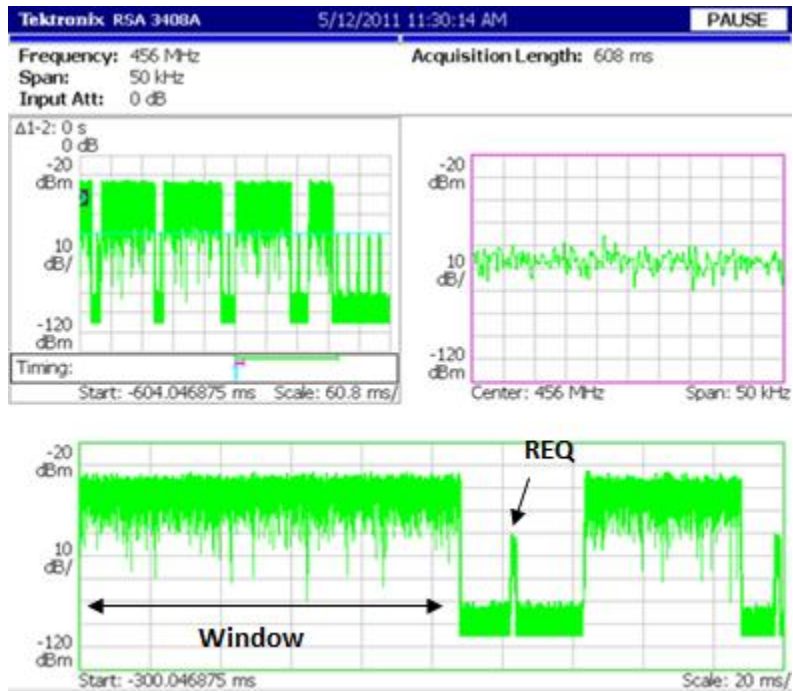 Tektronix RSA 3408A 5/12/2011 11:30:14 AM PAUSE
Frequency: 456 MHz Acquisition Length: 608 ms
Span: 50 kHz
Input Att: 0 dB
Δ1-2: 0 s
0 dB
-20
dBm
10
dB/
-120
dBm
Timing:
Start: -604.046875 ms Scale: 60.8 ms/
-20
dBm
10
dB/
-120
dBm
Center: 456 MHz Span: 50 kHz
-20
dBm
REQ
10
dB/
Window
-120
dBm
Start: -300.046875 ms Scale: 20 ms/